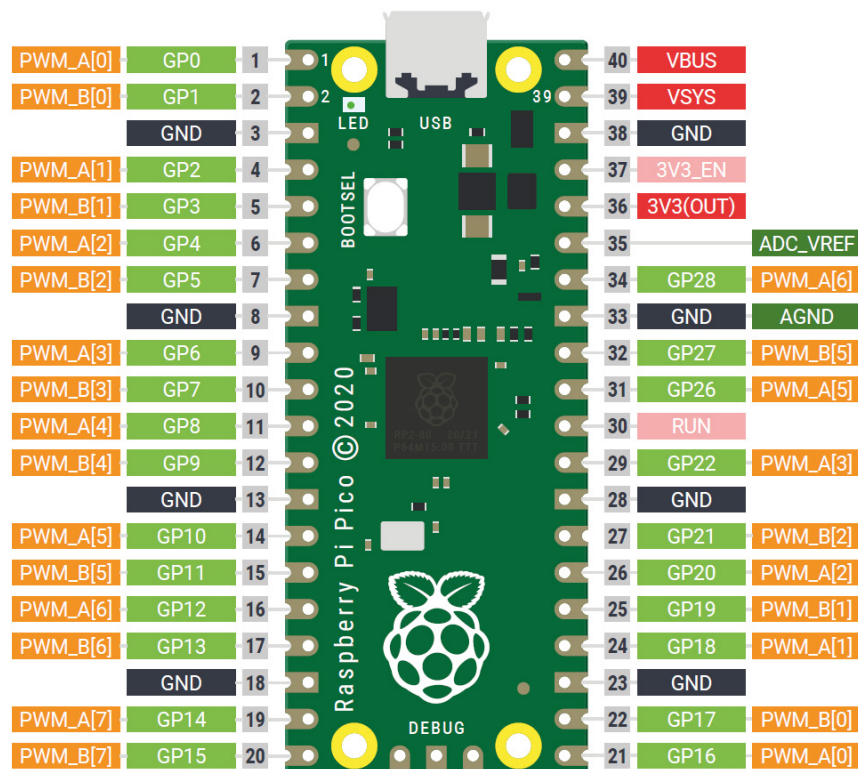 PWM_A[0] GP0 1 1 40 VBUS
PWM_B[0] GP1 2 2 39 39 VSYS
GND 3 LED USB 38 GND
PWM_A[1] GP2 4 37 3V3_EN
PWM_B[1] GP3 5 BOOTSEL 36 3V3(OUT)
PWM_A[2] GP4 6 35 ADC_VREF
PWM_B[2] GP5 7 34 GP28 PWM_A[6]
GND 8 33 GND AGND
PWM_A[3] GP6 9 32 GP27 PWM_B[5]
PWM_B[3] GP7 10 31 GP26 PWM_A[5]
PWM_A[4] GP8 11 30 RUN
PWM_B[4] GP9 12 29 GP22 PWM_A[3]
GND 13 28 GND
PWM_A[5] GP10 14 27 GP21 PWM_B[2]
PWM_B[5] GP11 15 26 GP20 PWM_A[2]
PWM_A[6] GP12 16 25 GP19 PWM_B[1]
PWM_B[6] GP13 17 24 GP18 PWM_A[1]
GND 18 23 GND
PWM_A[7] GP14 19 22 GP17 PWM_B[0]
PWM_B[7] GP15 20 21 GP16 PWM_A[0]
Raspberry Pi Pico © 2020
DEBUG